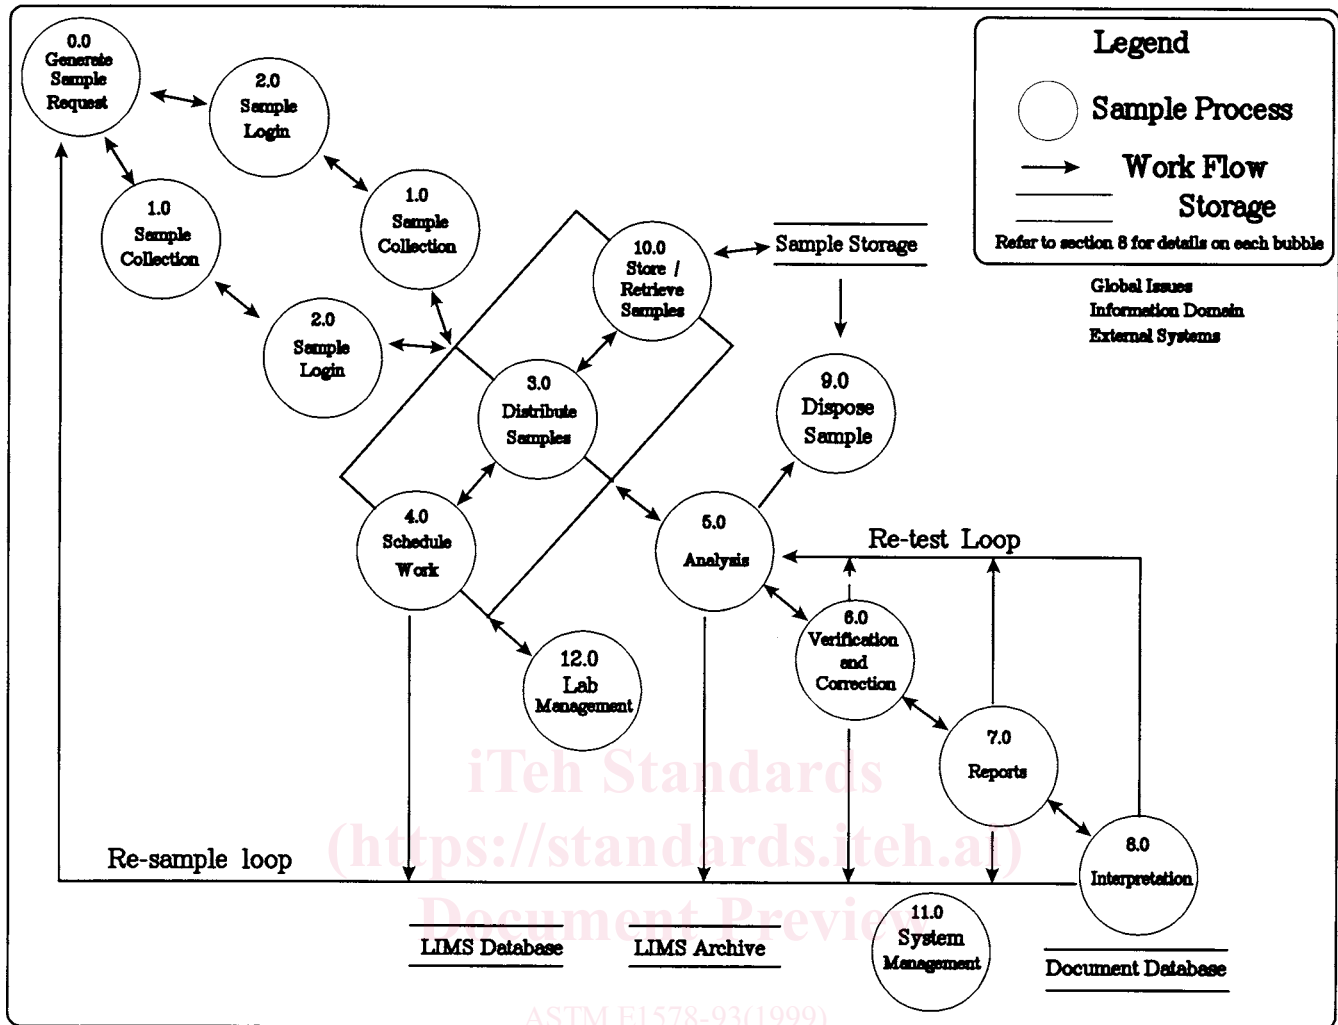 0.0
Generate
Sample
Request
2.0
Sample
Login
1.0
Sample
Collection
1.0
Sample
Collection
2.0
Sample
Login
10.0
Store /
Retrieve
Samples
Sample Storage
3.0
Distribute
Samples
9.0
Dispose
Sample
4.0
Schedule
Work
5.0
Analysis
Re-test Loop
6.0
Verification
and
Correction
12.0
Lab
Management
7.0
Reports
8.0
Interpretation
Re-sample loop
11.0
System
Management
LIMS Database
LIMS Archive
Document Database
Legend
Sample Process
Work Flow
Storage
Refer to section 8 for details on each bubble
Global Issues
Information Domain
External Systems
iTeh Standards
(https://standards.iteh.ai)
Document Preview
ASTM E1578-93(1999)